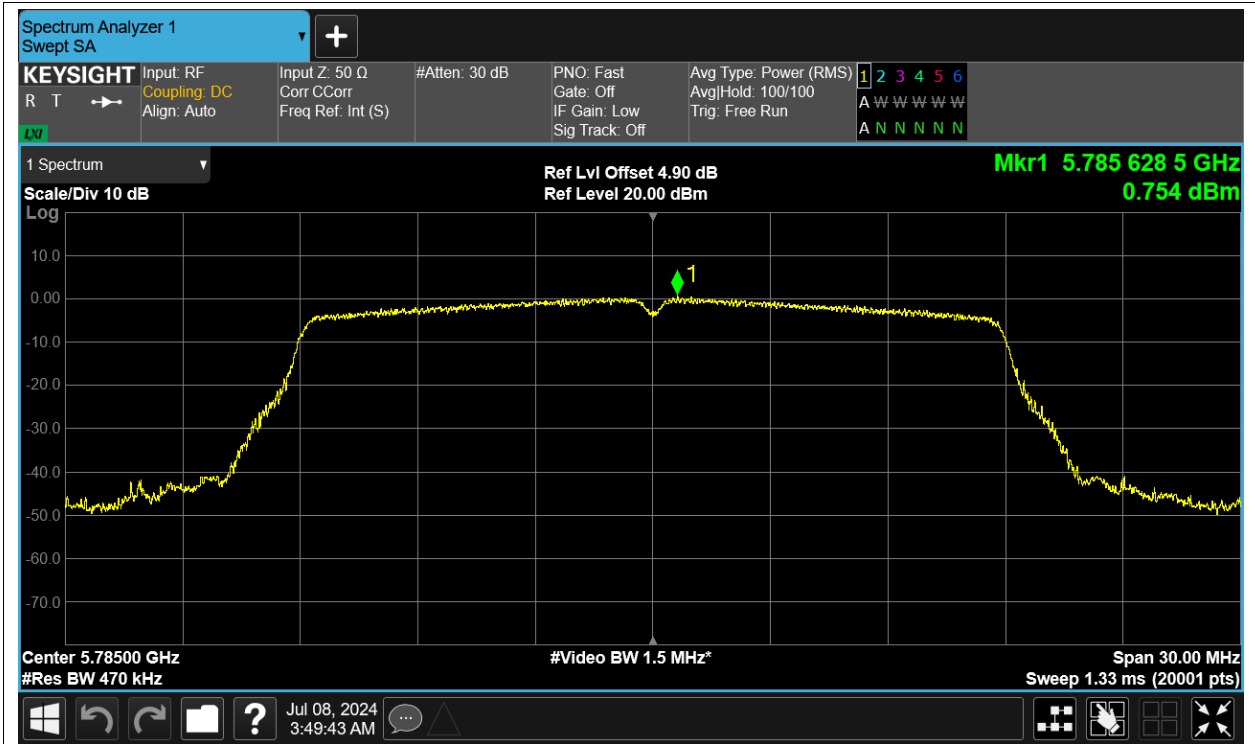 Spectrum Analyzer 1
Swept SA
KEYSIGHT
R T
LXI
Input: RF
Coupling: DC
Align: Auto
Input Z: 50 Ω
Corr CCorr
Freq Ref: Int (S)
#Atten: 30 dB
PNO: Fast
Gate: Off
IF Gain: Low
Sig Track: Off
Avg Type: Power (RMS)
Avg|Hold: 100/100
Trig: Free Run
1 2 3 4 5 6
A W W W W W
A N N N N N
1 Spectrum
Scale/Div 10 dB
Log
Ref Lvl Offset 4.90 dB
Ref Level 20.00 dBm
Mkr1 5.785 628 5 GHz
0.754 dBm
1
10.0
0.00
-10.0
-20.0
-30.0
-40.0
-50.0
-60.0
-70.0
Center 5.78500 GHz
#Res BW 470 kHz
#Video BW 1.5 MHz*
Span 30.00 MHz
Sweep 1.33 ms (20001 pts)
?
Jul 08, 2024
3:49:43 AM